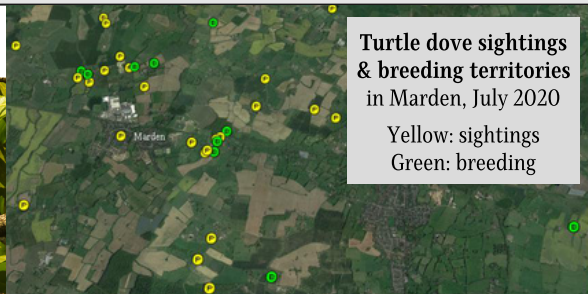 Turtle dove sightings
& breeding territories
in Marden, July 2020
Yellow: sightings
Green: breeding
Marden